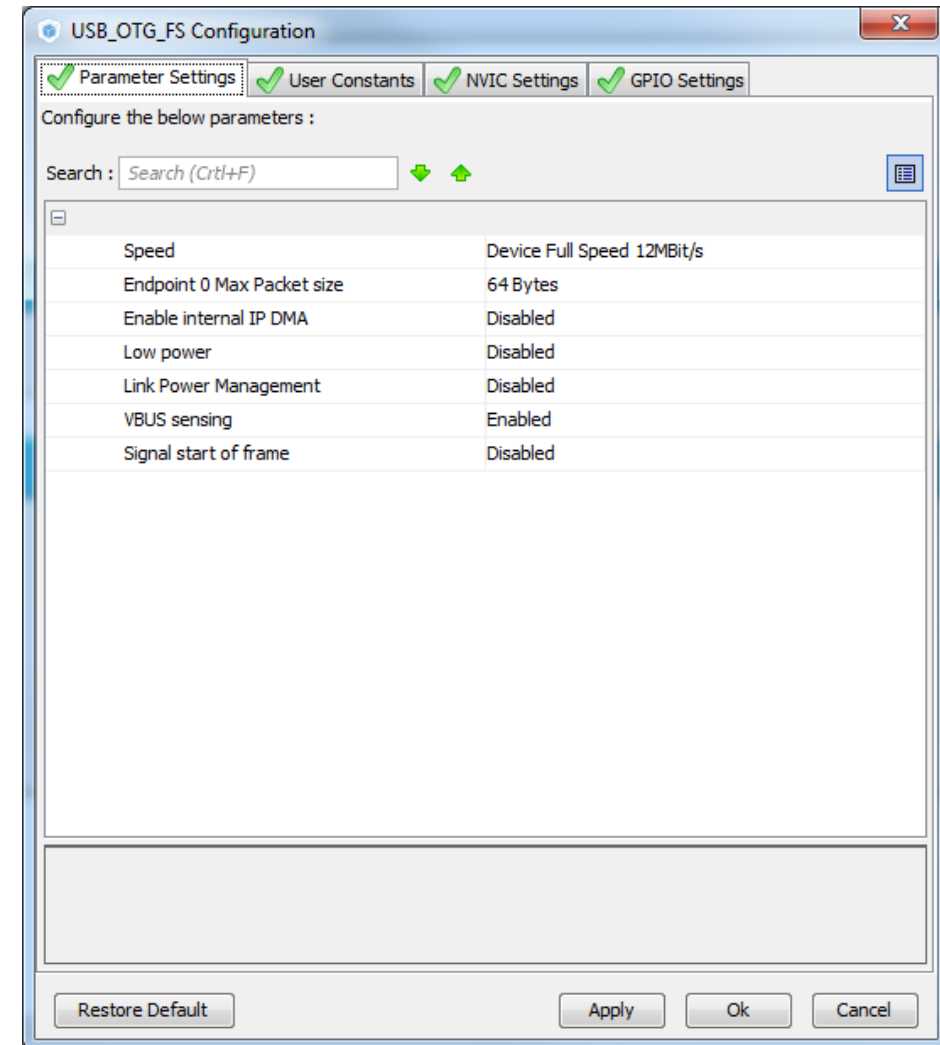 USB_OTG_FS Configuration
Parameter Settings User Constants NVIC Settings GPIO Settings
Configure the below parameters :
Search : Search (Crtl+F)
Speed Device Full Speed 12MBit/s
Endpoint 0 Max Packet size 64 Bytes
Enable internal IP DMA Disabled
Low power Disabled
Link Power Management Disabled
VBUS sensing Enabled
Signal start of frame Disabled
Restore Default Apply Ok Cancel